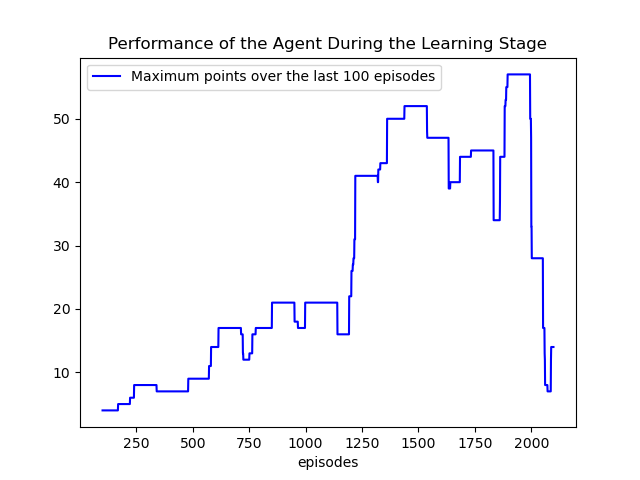 Performance of the Agent During the Learning Stage
Maximum points over the last 100 episodes
50
40
30
20
10
250 500 750 1000 1250 1500 1750 2000
episodes